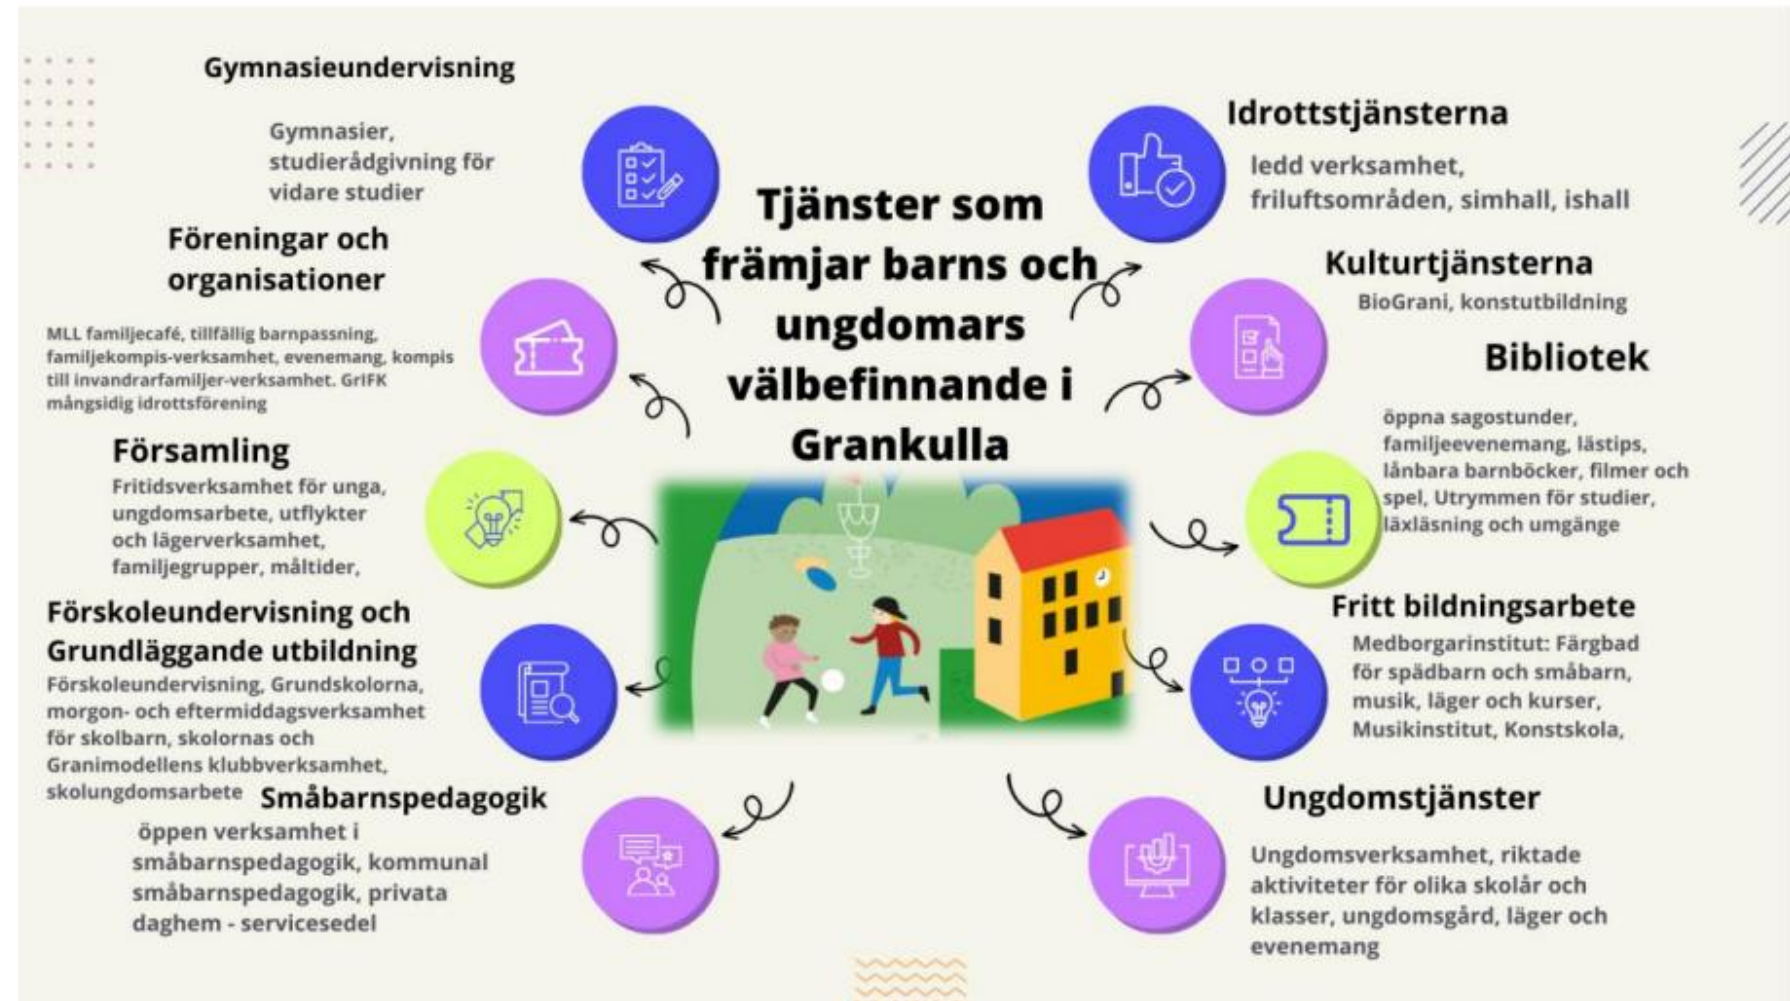 Gymnasieundervisning
Gymnasier,
studierådgivning för
vidare studier
Föreningar och
organisationer
MLL familjecafé, tillfällig barnpassning,
familjekompis-verksamhet, evenemang, kompis
till invandrarfamiljer-verksamhet. GrIFK
mångsidig idrottsförening
Församling
Fritidsverksamhet för unga,
ungdomsarbete, utflykter
och lägerverksamhet,
familjegrupper, måltider,
Förskoleundervisning och
Grundläggande utbildning
Förskoleundervisning, Grundskolorna,
morgon- och eftermiddagsverksamhet
för skolbarn, skolornas och
Granimodellens klubbverksamhet,
skolungdomsarbete
Småbarnspedagogik
öppen verksamhet i
småbarnspedagogik, kommunal
småbarnspedagogik, privata
daghem - servicesedel
Tjänster som
främjar barns och
ungdomars
välbefinnande i
Grankulla
Idrottstjänsterna
ledd verksamhet,
friluftsområden, simhall, ishall
Kulturtjänsterna
BioGrani, konstutbildning
Bibliotek
öppna sagostunder,
familjeevenemang, lästips,
lånbara barnböcker, filmer och
spel, Utrymmen för studier,
läxläsning och umgänge
Fritt bildningsarbete
Medborgarinstitut: Färgbad
för spädbarn och småbarn,
musik, läger och kurser,
Musikinstitut, Konstskola,
Ungdomstjänster
Ungdomsverksamhet, riktade
aktiviteter för olika skolår och
klasser, ungdomsgård, läger och
evenemang